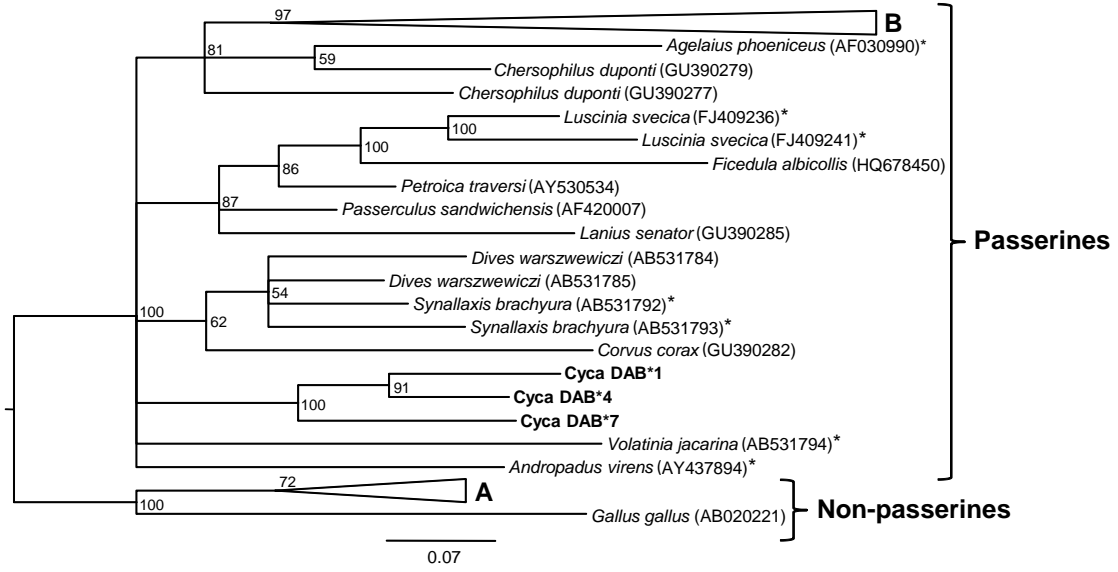 97
B
81
Agelaius phoeniceus (AF030990)*
59
Chersophilus duponti (GU390279)
Chersophilus duponti (GU390277)
Luscinia svecica (FJ409236)*
100
Luscinia svecica (FJ409241)*
100
Ficedula albicollis (HQ678450)
86
Petroica traversi (AY530534)
87
Passerculus sandwichensis (AF420007)
Lanius senator (GU390285)
Passerines
Dives warszwewiczi (AB531784)
Dives warszwewiczi (AB531785)
54
Synallaxis brachyura (AB531792)*
100
62
Synallaxis brachyura (AB531793)*
Corvus corax (GU390282)
Cyca DAB*1
91
Cyca DAB*4
100
Cyca DAB*7
Volatinia jacarina (AB531794)*
Andropadus virens (AY437894)*
72
A
100
Non-passerines
Gallus gallus (AB020221)
0.07